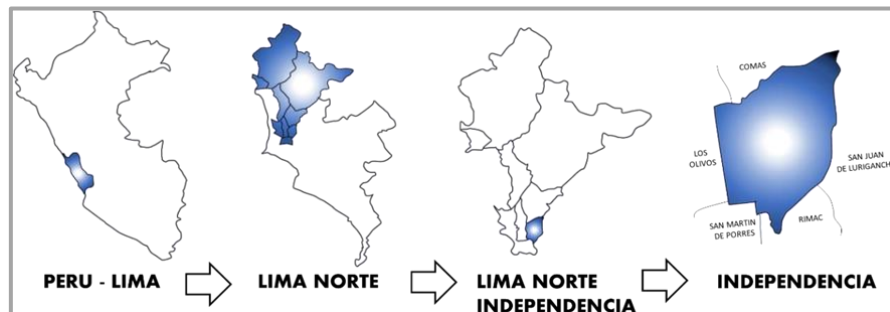 COMAS
LOS
OLIVOS
SAN JUAN
DE LURIGANCH
SAN MARTIN
DE PORRES
RIMAC
PERU - LIMA
LIMA NORTE
LIMA NORTE
INDEPENDENCIA
INDEPENDENCIA